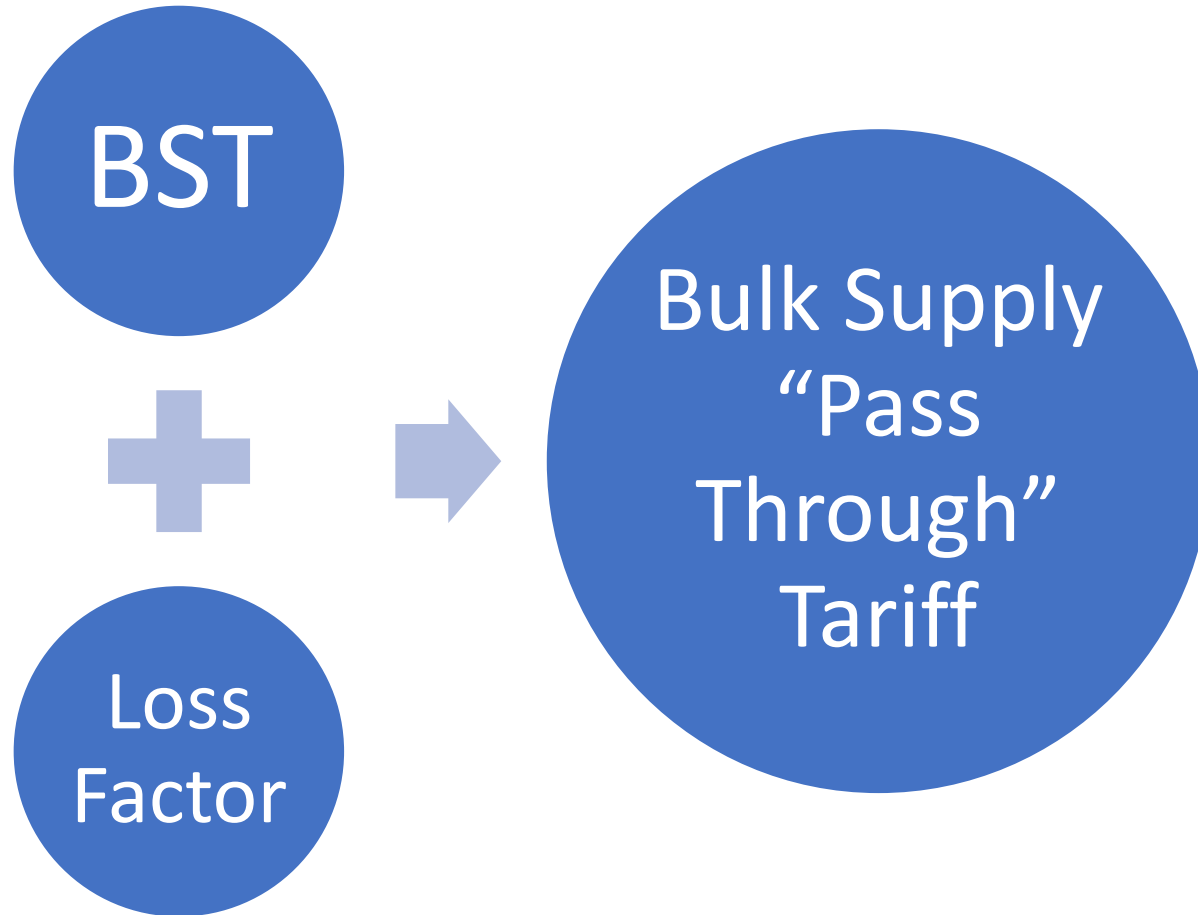 BST
Loss
Factor
Bulk Supply
“Pass
Through”
Tariff